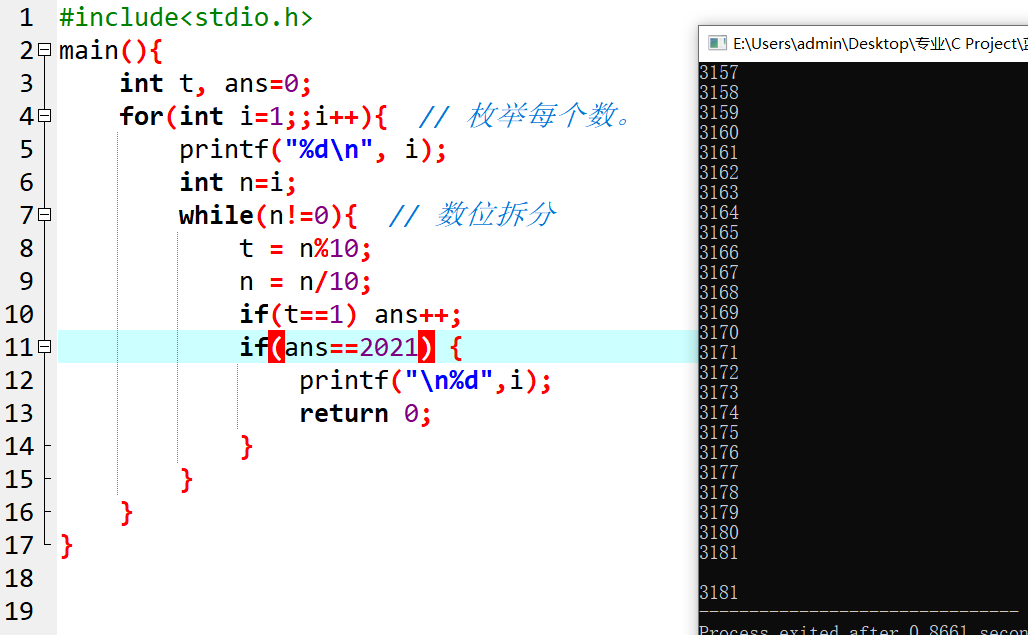 1 #include<stdio.h>
2 main(){
3 int t, ans=0;
4 for(int i=1;;i++){ // 枚举每个数。
5 printf("%d\n", i);
6 int n=i;
7 while(n!=0){ // 数位拆分
8 t = n%10;
9 n = n/10;
10 if(t==1) ans++;
11 if(ans==2021) {
12 printf("\n%d",i);
13 return 0;
14 }
15 }
16 }
17 }
18
19
E:\Users\admin\Desktop\专业\C Project\
3157
3158
3159
3160
3161
3162
3163
3164
3165
3166
3167
3168
3169
3170
3171
3172
3173
3174
3175
3176
3177
3178
3179
3180
3181
3181
--------------------------------
Process exited after 0.8661 secon